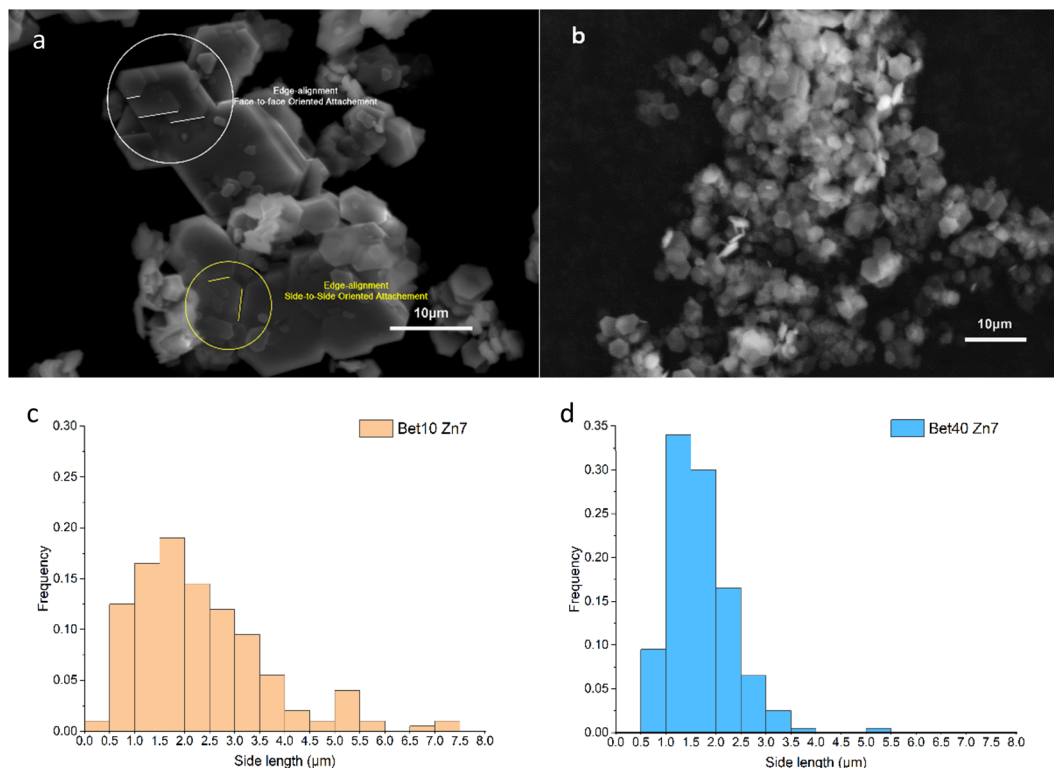 a
Edge-alignment
Face-to-face Oriented Attachement
Edge-alignment
Side-to-Side Oriented Attachement
10μm
b
10μm
c
Bet10 Zn7
0.30
0.25
0.20
0.15
0.10
0.05
0.00
Frequency
0.0 0.5 1.0 1.5 2.0 2.5 3.0 3.5 4.0 4.5 5.0 5.5 6.0 6.5 7.0 7.5 8.0
Side length (μm)
d
Bet40 Zn7
0.35
0.30
0.25
0.20
0.15
0.10
0.05
0.00
Frequency
0.0 0.5 1.0 1.5 2.0 2.5 3.0 3.5 4.0 4.5 5.0 5.5 6.0 6.5 7.0 7.5 8.0
Side length (μm)